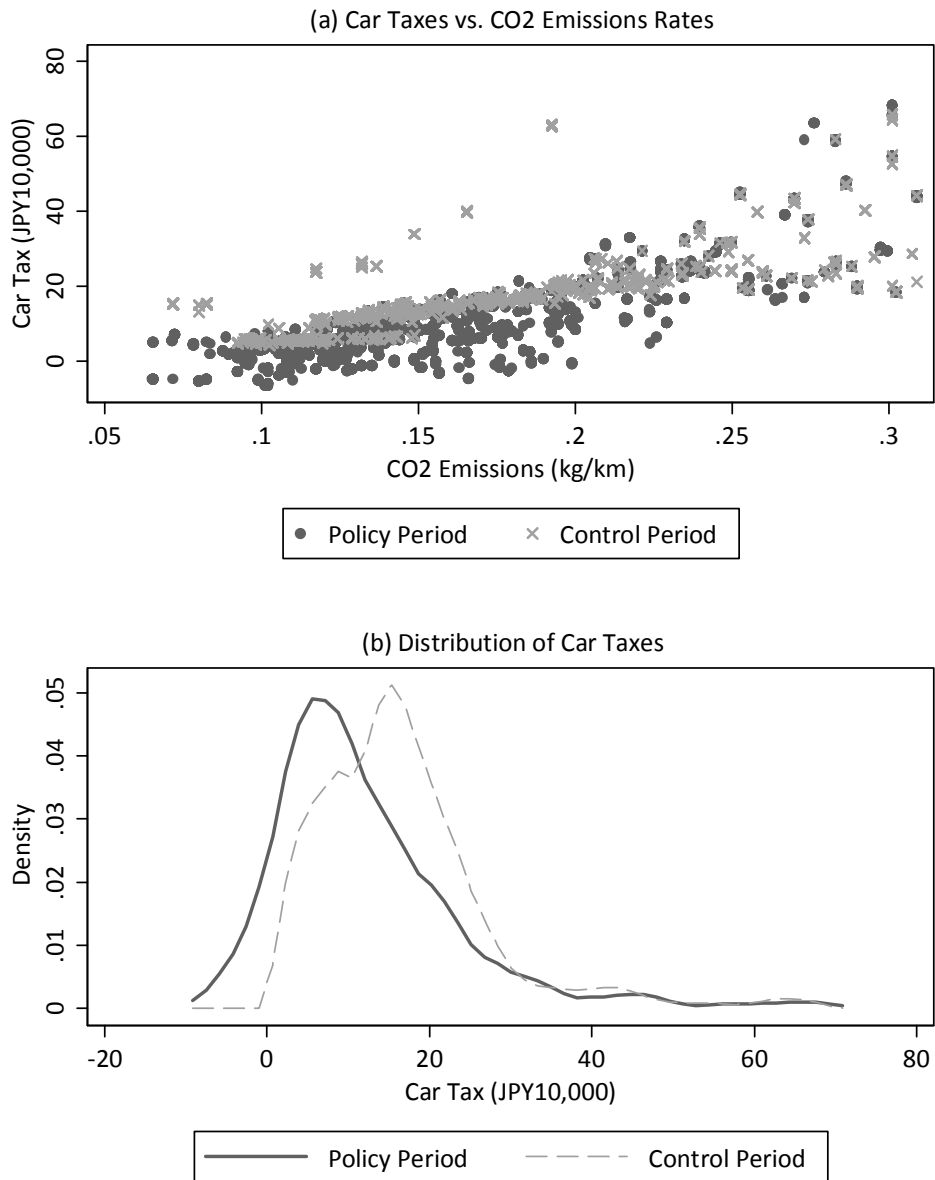 (a) Car Taxes vs. CO2 Emissions Rates
Car Tax (JPY10,000)
80
60
40
20
0
.05 .1 .15 .2 .25 .3
CO2 Emissions (kg/km)
Policy Period Control Period
(b) Distribution of Car Taxes
Density
.05
.04
.03
.02
.01
0
-20 0 20 40 60 80
Car Tax (JPY10,000)
Policy Period Control Period